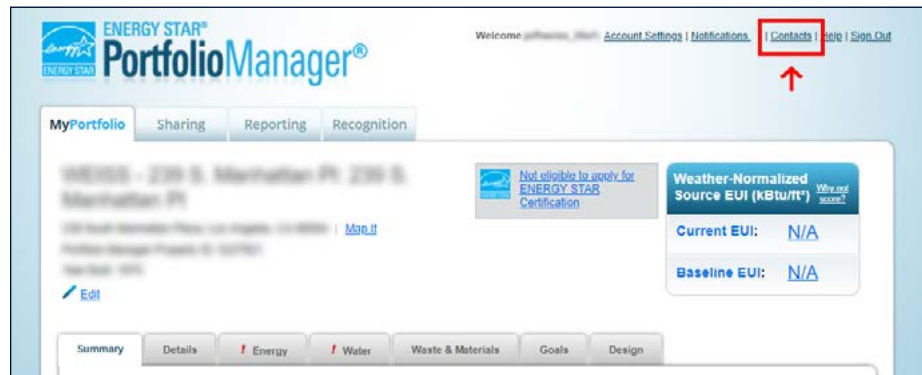 ENERGY STAR®
PortfolioManager®
ENERGY STAR
Welcome Account Settings | Notifications | Contacts | Help | Sign Out
MyPortfolio Sharing Reporting Recognition
Not eligible to apply for
ENERGY STAR
Certification
Weather-Normalized
Source EUI (kBtu/ft²) Why not
score?
Current EUI: N/A
Baseline EUI: N/A
| Map It
Edit
Summary Details ! Energy ! Water Waste & Materials Goals Design